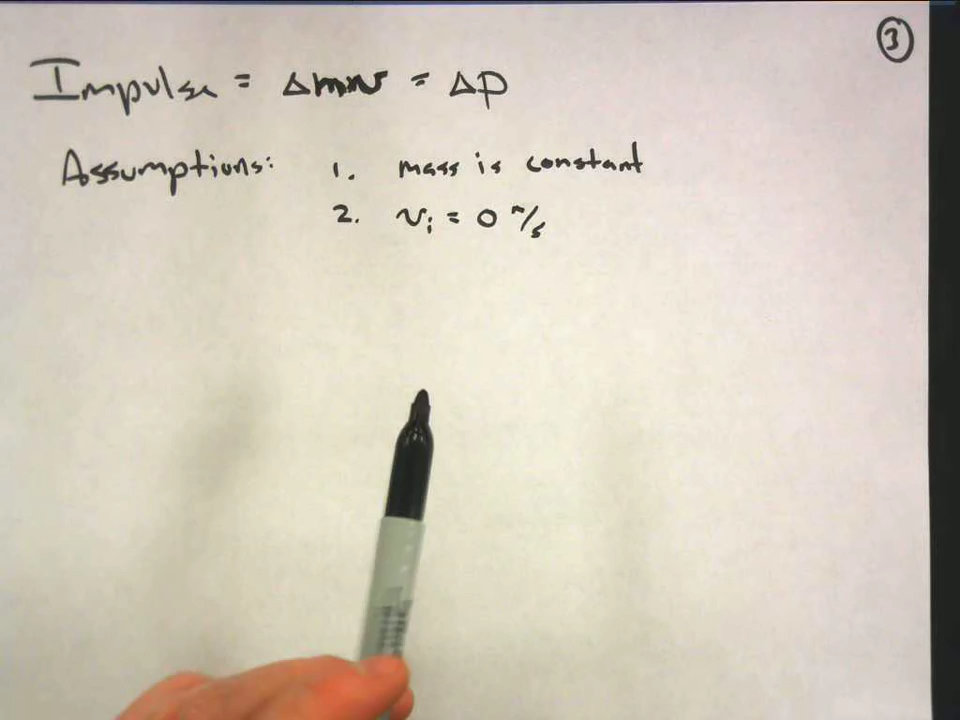 ③
Impulse = Δmv = Δp
Assumptions: 1. mass is constant
2. vᵢ = 0 m/s